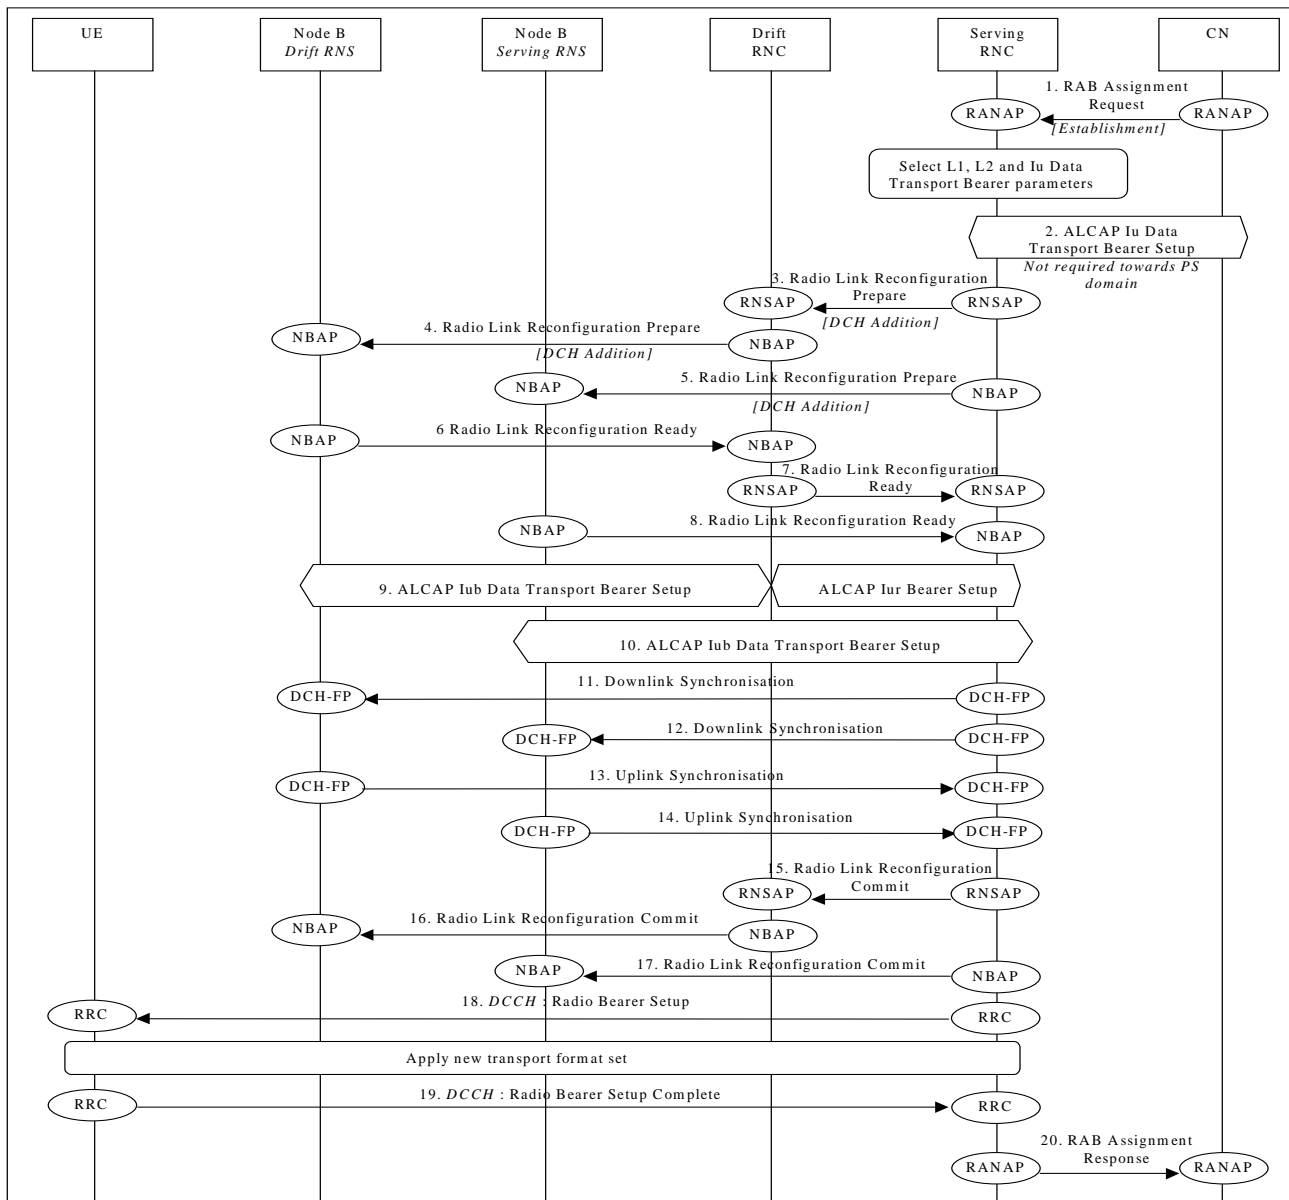 UE
Node B
Drift RNS
Node B
Serving RNS
Drift
RNC
Serving
RNC
CN
1. RAB Assignment
Request
RANAP
RANAP
[Establishment]
Select L1, L2 and Iu Data
Transport Bearer parameters
2. ALCAP Iu Data
Transport Bearer Setup
Not required towards PS
domain
3. Radio Link Reconfiguration
Prepare
RNSAP
RNSAP
[DCH Addition]
4. Radio Link Reconfiguration Prepare
NBAP
NBAP
[DCH Addition]
5. Radio Link Reconfiguration Prepare
NBAP
NBAP
[DCH Addition]
6 Radio Link Reconfiguration Ready
NBAP
NBAP
7. Radio Link Reconfiguration
Ready
RNSAP
RNSAP
8. Radio Link Reconfiguration Ready
NBAP
NBAP
9. ALCAP Iub Data Transport Bearer Setup
ALCAP Iur Bearer Setup
10. ALCAP Iub Data Transport Bearer Setup
11. Downlink Synchronisation
DCH-FP
DCH-FP
12. Downlink Synchronisation
DCH-FP
DCH-FP
13. Uplink Synchronisation
DCH-FP
DCH-FP
14. Uplink Synchronisation
DCH-FP
DCH-FP
15. Radio Link Reconfiguration
Commit
RNSAP
RNSAP
16. Radio Link Reconfiguration Commit
NBAP
NBAP
17. Radio Link Reconfiguration Commit
NBAP
NBAP
18. DCCH : Radio Bearer Setup
RRC
RRC
Apply new transport format set
19. DCCH : Radio Bearer Setup Complete
RRC
RRC
20. RAB Assignment
Response
RANAP
RANAP